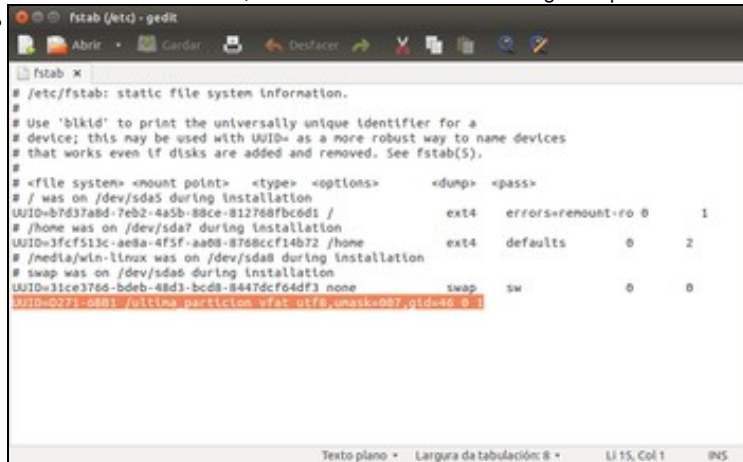 fstab (/etc) - gedit
Abrir Gardar Desfacer
fstab ×
# /etc/fstab: static file system information.
#
# Use 'blkid' to print the universally unique identifier for a
# device; this may be used with UUID= as a more robust way to name devices
# that works even if disks are added and removed. See fstab(5).
#
# <file system> <mount point> <type> <options> <dump> <pass>
# / was on /dev/sda5 during installation
UUID=b7d37a8d-7eb2-4a5b-88ce-812768fbc6d1 / ext4 errors=remount-ro 0 1
# /home was on /dev/sda7 during installation
UUID=3fcf513c-ae8a-4f5f-aa08-8768ccf14b72 /home ext4 defaults 0 2
# /media/win-linux was on /dev/sda8 during installation
# swap was on /dev/sda6 during installation
UUID=31ce3766-bdeb-48d3-bcd8-8447dcf64df3 none swap sw 0 0
UUID=D271-6BB1 /ultima_particion vfat utf8,umask=007,gid=46 0 1
Texto plano Largura da tabulación: 8 Li 15, Col 1 INS